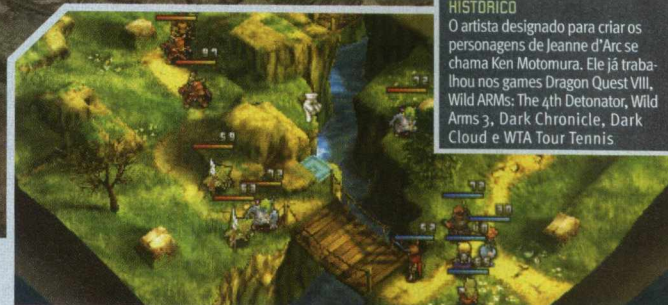 HISTÓRICO
O artista designado para criar os
personagens de Jeanne d'Arc se
chama Ken Motomura. Ele já traba-
lhou nos games Dragon Quest VIII,
Wild ARMs: The 4th Detonator, Wild
Arms 3, Dark Chronicle, Dark
Cloud e WTA Tour Tennis